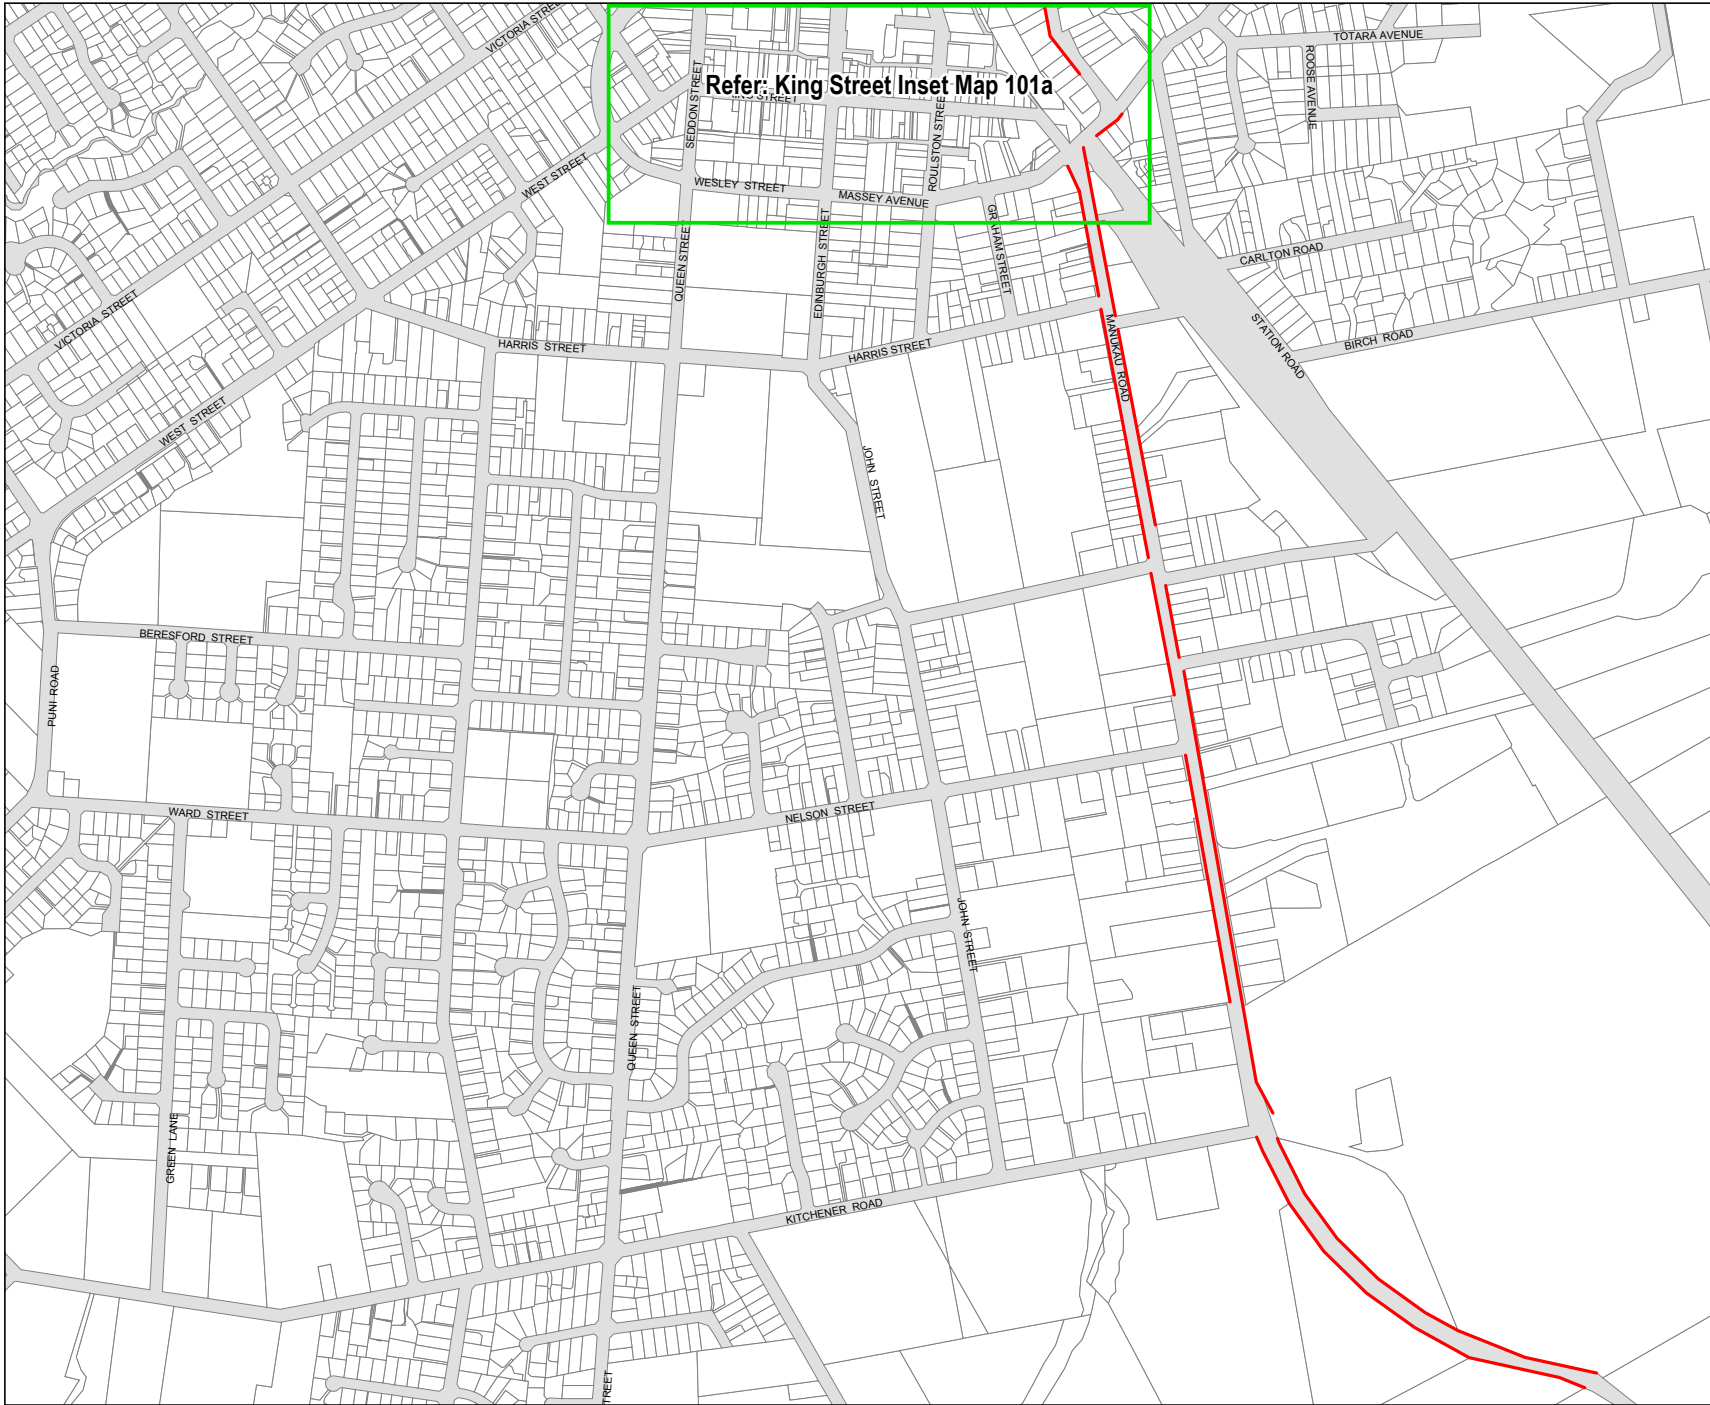 VICTORIA STREE
TOTARA AVENUE
ROOSE AVENUE
SEDDON STREET
Refer: King Street Inset Map 101a
ROULSTON STREE
WEST STREET
WESLEY STREET
MASSEY AVENUE
GRAHAM STREET
QUEEN STREET
EDINBURGH STREET
CARLTON ROAD
VICTORIA STREET
STATION ROAD
BIRCH ROAD
HARRIS STREET
HARRIS STREET
MANUKAU ROAD
WEST STREET
JOHN STREET
BERESFORD STREET
PUNI ROAD
WARD STREET
NELSON STREET
JOHN STREET
QUEEN STREET
GREEN LANE
KITCHENER ROAD
TREET